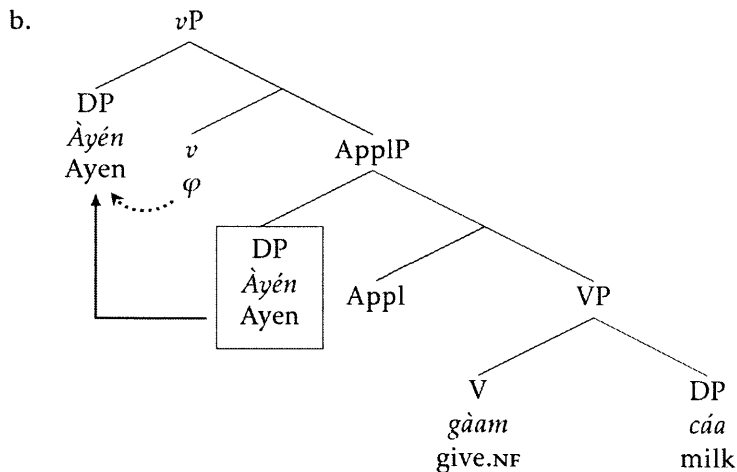 b.
vP
DP
Àyén
Ayen
v
φ
ApplP
DP
Àyén
Ayen
Appl
VP
V
gàam
give.NF
DP
cáa
milk